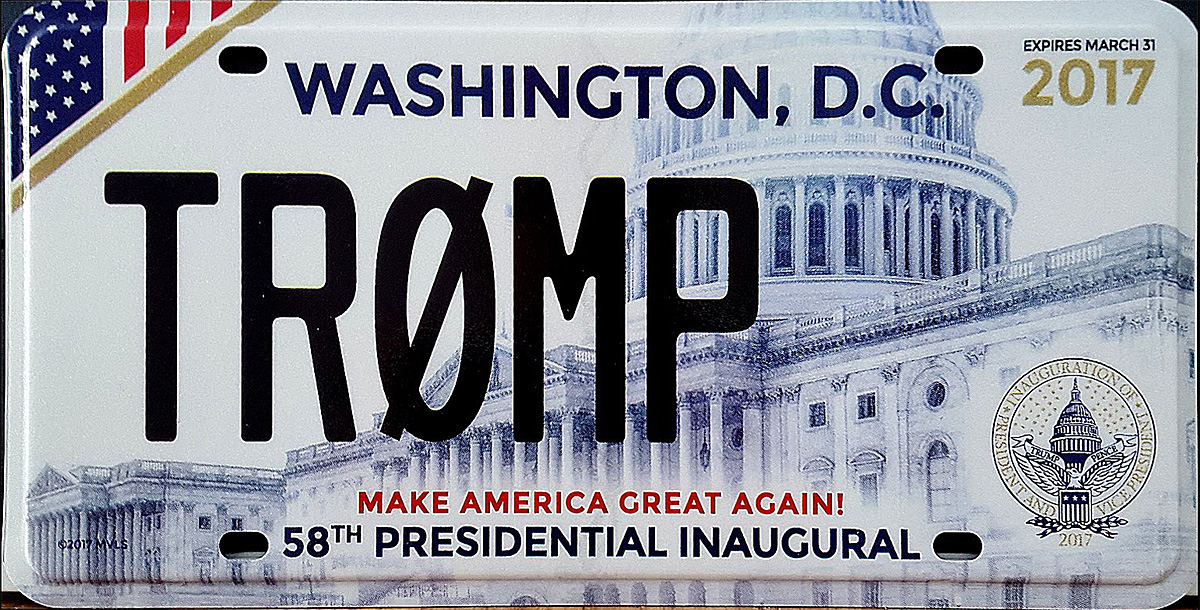 EXPIRES MARCH 31
WASHINGTON, D.C.
2017
TRØMP
MAKE AMERICA GREAT AGAIN!
58TH PRESIDENTIAL INAUGURAL
©2017 MVLS
INAUGURATION OF PRESIDENT AND VICE PRESIDENT
TRUMP PENCE
2017